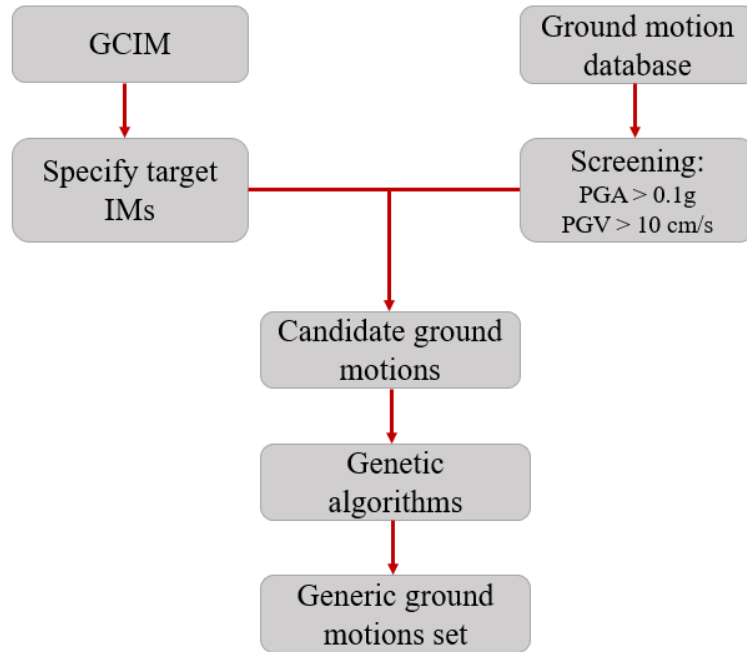 GCIM
Ground motion
database
Specify target
IMs
Screening:
PGA > 0.1g
PGV > 10 cm/s
Candidate ground
motions
Genetic
algorithms
Generic ground
motions set